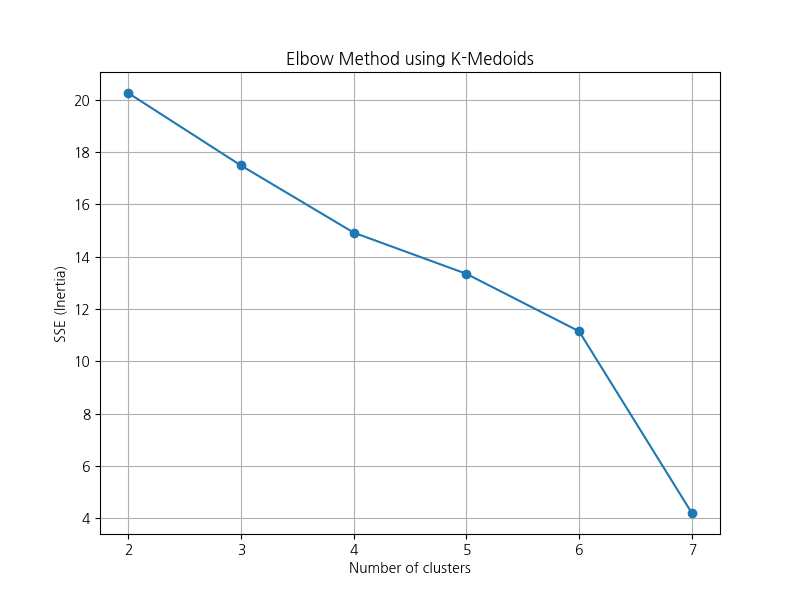 Elbow Method using K-Medoids
SSE (Inertia)
20
18
16
14
12
10
8
6
4
2 3 4 5 6 7
Number of clusters